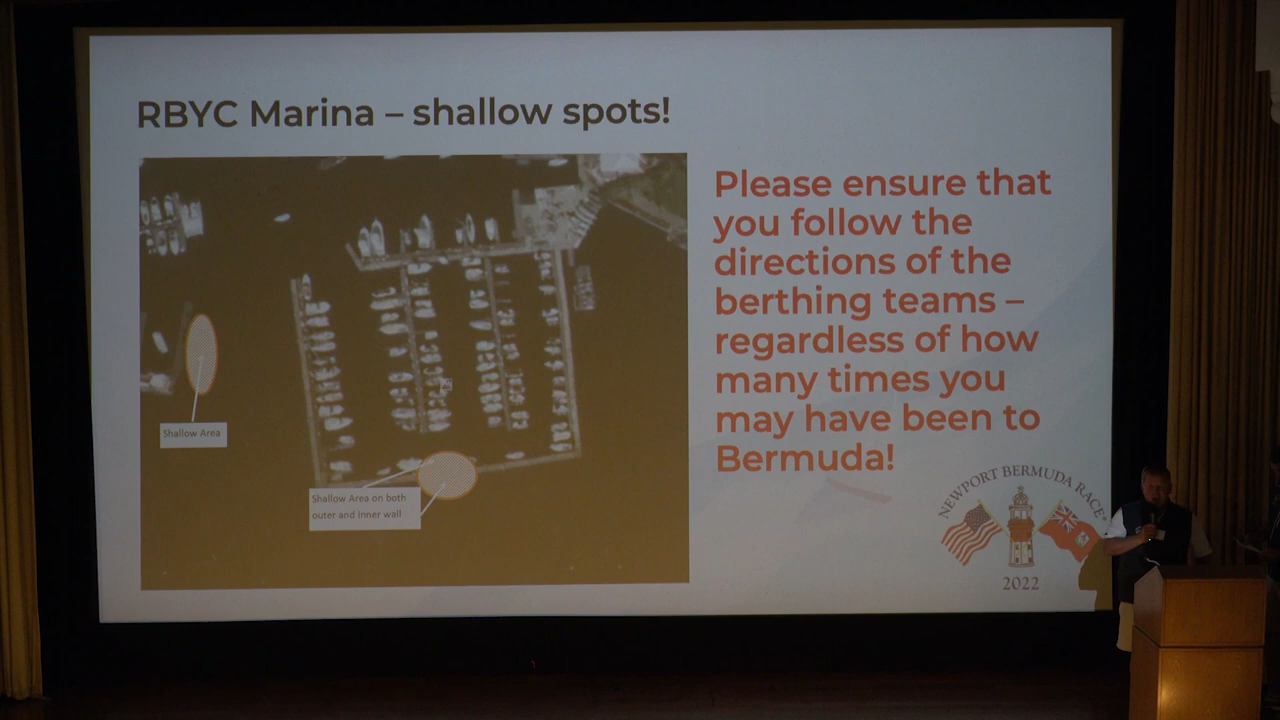 RBYC Marina – shallow spots!
Please ensure that
you follow the
directions of the
berthing teams –
regardless of how
many times you
may have been to
Bermuda!
Shallow Area
Shallow Area on both
outer and inner wall
NEWPORT BERMUDA RACE®
2022